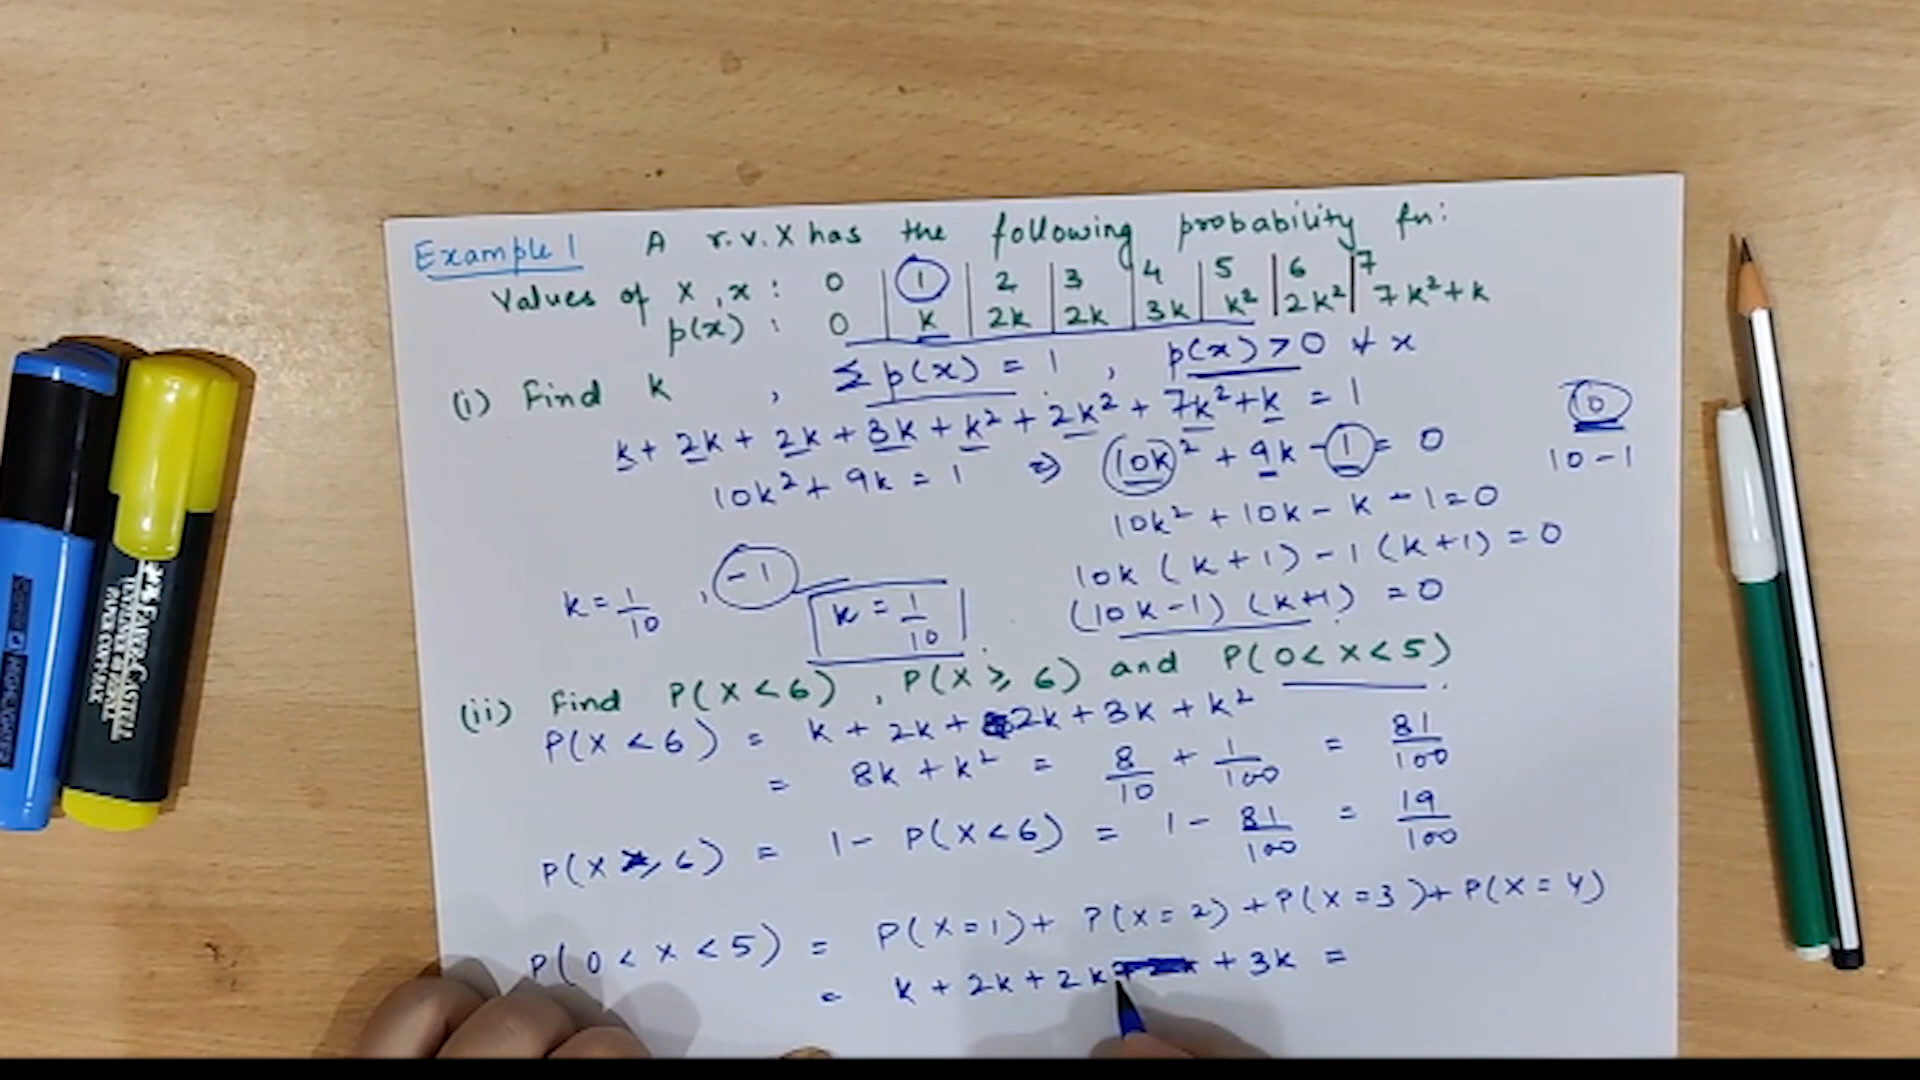 Example 1 A r.v. X has the following probability fn:
Values of X, x : 0 | 1 | 2 | 3 | 4 | 5 | 6 | 7
p(x) : 0 | k | 2k | 2k | 3k | k² | 2k² | 7k²+k
(i) Find k , Σ p(x) = 1 , p(x) > 0 ∀ x
k + 2k + 2k + 3k + k² + 2k² + 7k² + k = 1
10
10 - 1
10k² + 9k = 1 ⇒ 10k² + 9k - 1 = 0
10k² + 10k - k - 1 = 0
10k (k+1) - 1 (k+1) = 0
(10k-1) (k+1) = 0
k = 1/10 , -1
k = 1/10
(ii) Find P(X < 6) , P(X ≥ 6) and P(0 < X < 5)
P(X < 6) = k + 2k + 2k + 3k + k²
= 8k + k² = 8/10 + 1/100 = 81/100
P(X ≥ 6) = 1 - P(X < 6) = 1 - 81/100 = 19/100
P(0 < X < 5) = P(X=1) + P(X=2) + P(X=3) + P(X=4)
= k + 2k + 2k + 3k =
FABER-CASTELL